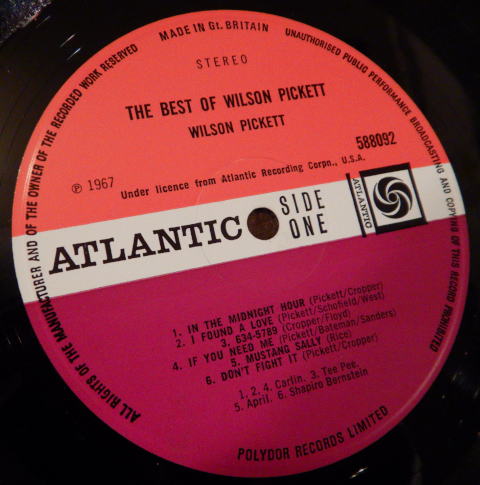 MADE IN Gt. BRITAIN
UNAUTHORISED PUBLIC PERFORMANCE BROADCASTING AND COPYING OF THIS RECORD PROHIBITED
ALL RIGHTS OF THE MANUFACTURER AND OF THE OWNER OF THE RECORDED WORK RESERVED
STEREO
THE BEST OF WILSON PICKETT
WILSON PICKETT
588092
℗ 1967
Under licence from Atlantic Recording Corpn., U.S.A.
ATLANTIC
SIDE
ONE
ATLANTIC
1. IN THE MIDNIGHT HOUR (Pickett/Cropper)
2. I FOUND A LOVE (Pickett/Schofield/West)
3. 634-5789 (Cropper/Floyd)
4. IF YOU NEED ME (Pickett/Bateman/Sanders)
5. MUSTANG SALLY (Rice)
6. DON'T FIGHT IT (Pickett/Cropper)
1, 2, 4. Carlin. 3. Tee Pee.
5. April. 6. Shapiro Bernstein
POLYDOR RECORDS LIMITED